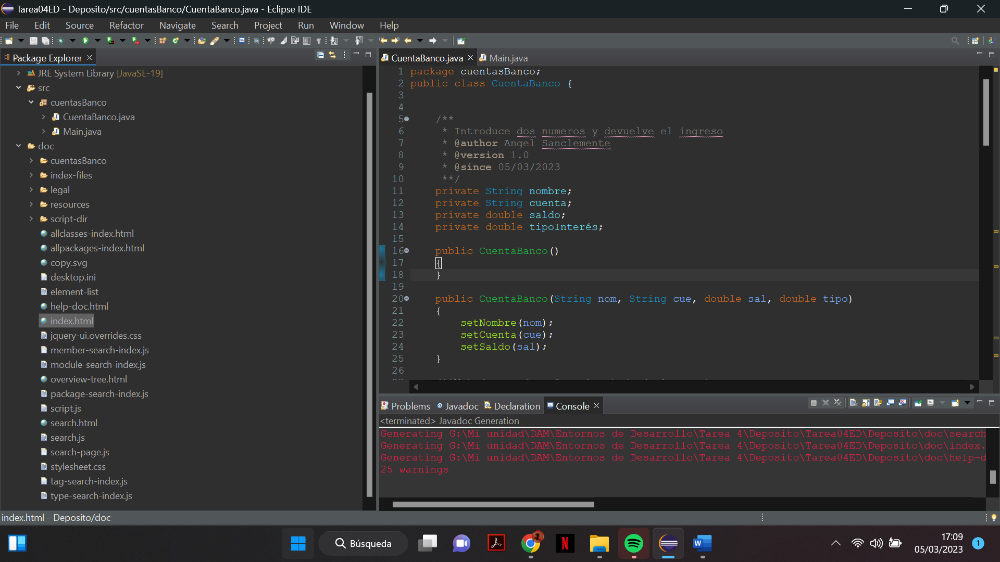 Tarea04ED - Deposito/src/cuentasBanco/CuentaBanco.java - Eclipse IDE
File Edit Source Refactor Navigate Search Project Run Window Help
Package Explorer
JRE System Library [JavaSE-19]
src
cuentasBanco
CuentaBanco.java
Main.java
doc
cuentasBanco
index-files
legal
resources
script-dir
allclasses-index.html
allpackages-index.html
copy.svg
desktop.ini
element-list
help-doc.html
index.html
jquery-ui.overrides.css
member-search-index.js
module-search-index.js
overview-tree.html
package-search-index.js
script.js
search.html
search.js
search-page.js
stylesheet.css
tag-search-index.js
type-search-index.js
CuentaBanco.java Main.java
1 package cuentasBanco;
2 public class CuentaBanco {
3
4
5 /**
6 * Introduce dos numeros y devuelve el ingreso
7 * @author Angel Sanclemente
8 * @version 1.0
9 * @since 05/03/2023
10 **/
11 private String nombre;
12 private String cuenta;
13 private double saldo;
14 private double tipoInterés;
15
16 public CuentaBanco()
17 {
18 }
19
20 public CuentaBanco(String nom, String cue, double sal, double tipo)
21 {
22 setNombre(nom);
23 setCuenta(cue);
24 setSaldo(sal);
25 }
26
Problems Javadoc Declaration Console
<terminated> Javadoc Generation
Generating G:\Mi unidad\DAM\Entornos de Desarrollo\Tarea 4\Deposito\Tarea04ED\Deposito\doc\search
Generating G:\Mi unidad\DAM\Entornos de Desarrollo\Tarea 4\Deposito\Tarea04ED\Deposito\doc\index.
Generating G:\Mi unidad\DAM\Entornos de Desarrollo\Tarea 4\Deposito\Tarea04ED\Deposito\doc\help-d
25 warnings
index.html - Deposito/doc
Búsqueda
17:09
05/03/2023
1